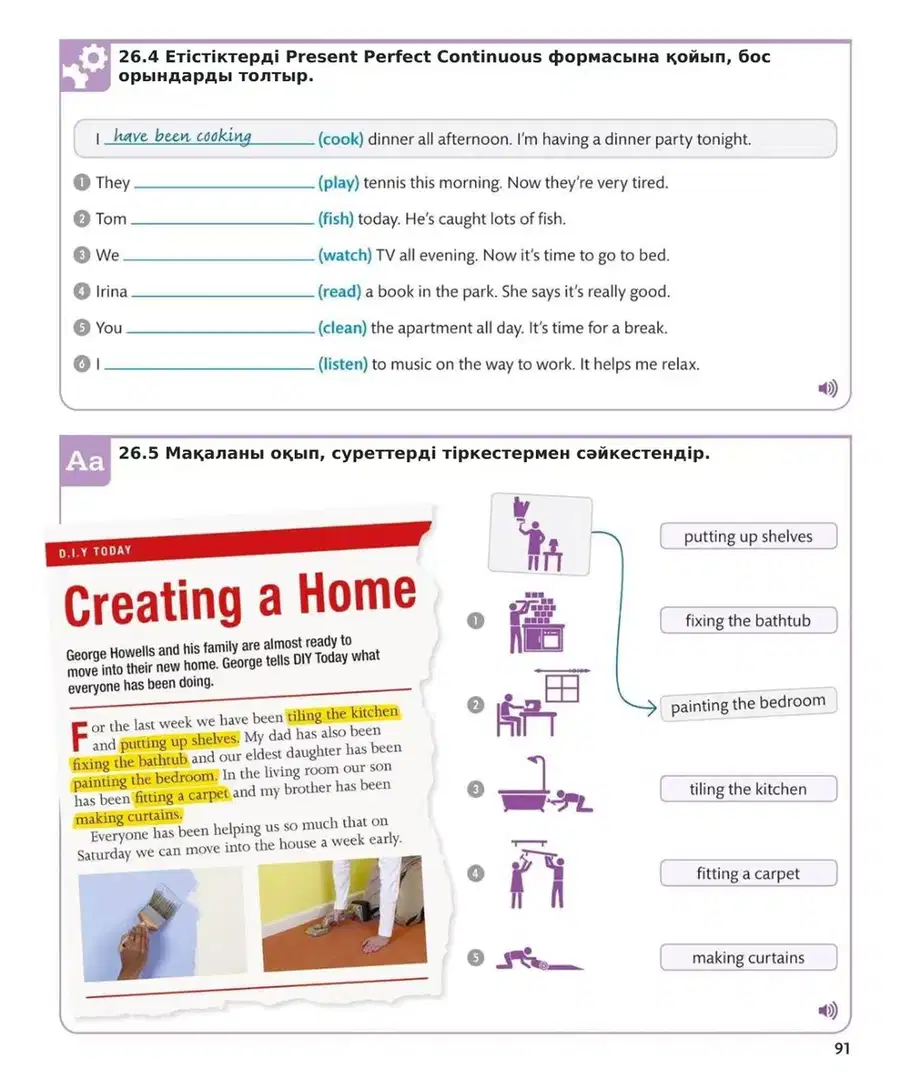 26.4 Етістіктерді Present Perfect Continuous формасына қойып, бос
орындарды толтыр.
I have been cooking (cook) dinner all afternoon. I'm having a dinner party tonight.
1 They (play) tennis this morning. Now they're very tired.
2 Tom (fish) today. He's caught lots of fish.
3 We (watch) TV all evening. Now it's time to go to bed.
4 Irina (read) a book in the park. She says it's really good.
5 You (clean) the apartment all day. It's time for a break.
6 I (listen) to music on the way to work. It helps me relax.
Aa
26.5 Мақаланы оқып, суреттерді тіркестермен сәйкестендір.
D.I.Y TODAY
Creating a Home
George Howells and his family are almost ready to
move into their new home. George tells DIY Today what
everyone has been doing.
For the last week we have been tiling the kitchen
and putting up shelves. My dad has also been
fixing the bathtub and our eldest daughter has been
painting the bedroom. In the living room our son
has been fitting a carpet and my brother has been
making curtains.
Everyone has been helping us so much that on
Saturday we can move into the house a week early.
putting up shelves
1
fixing the bathtub
2
painting the bedroom
3
tiling the kitchen
4
fitting a carpet
5
making curtains
91